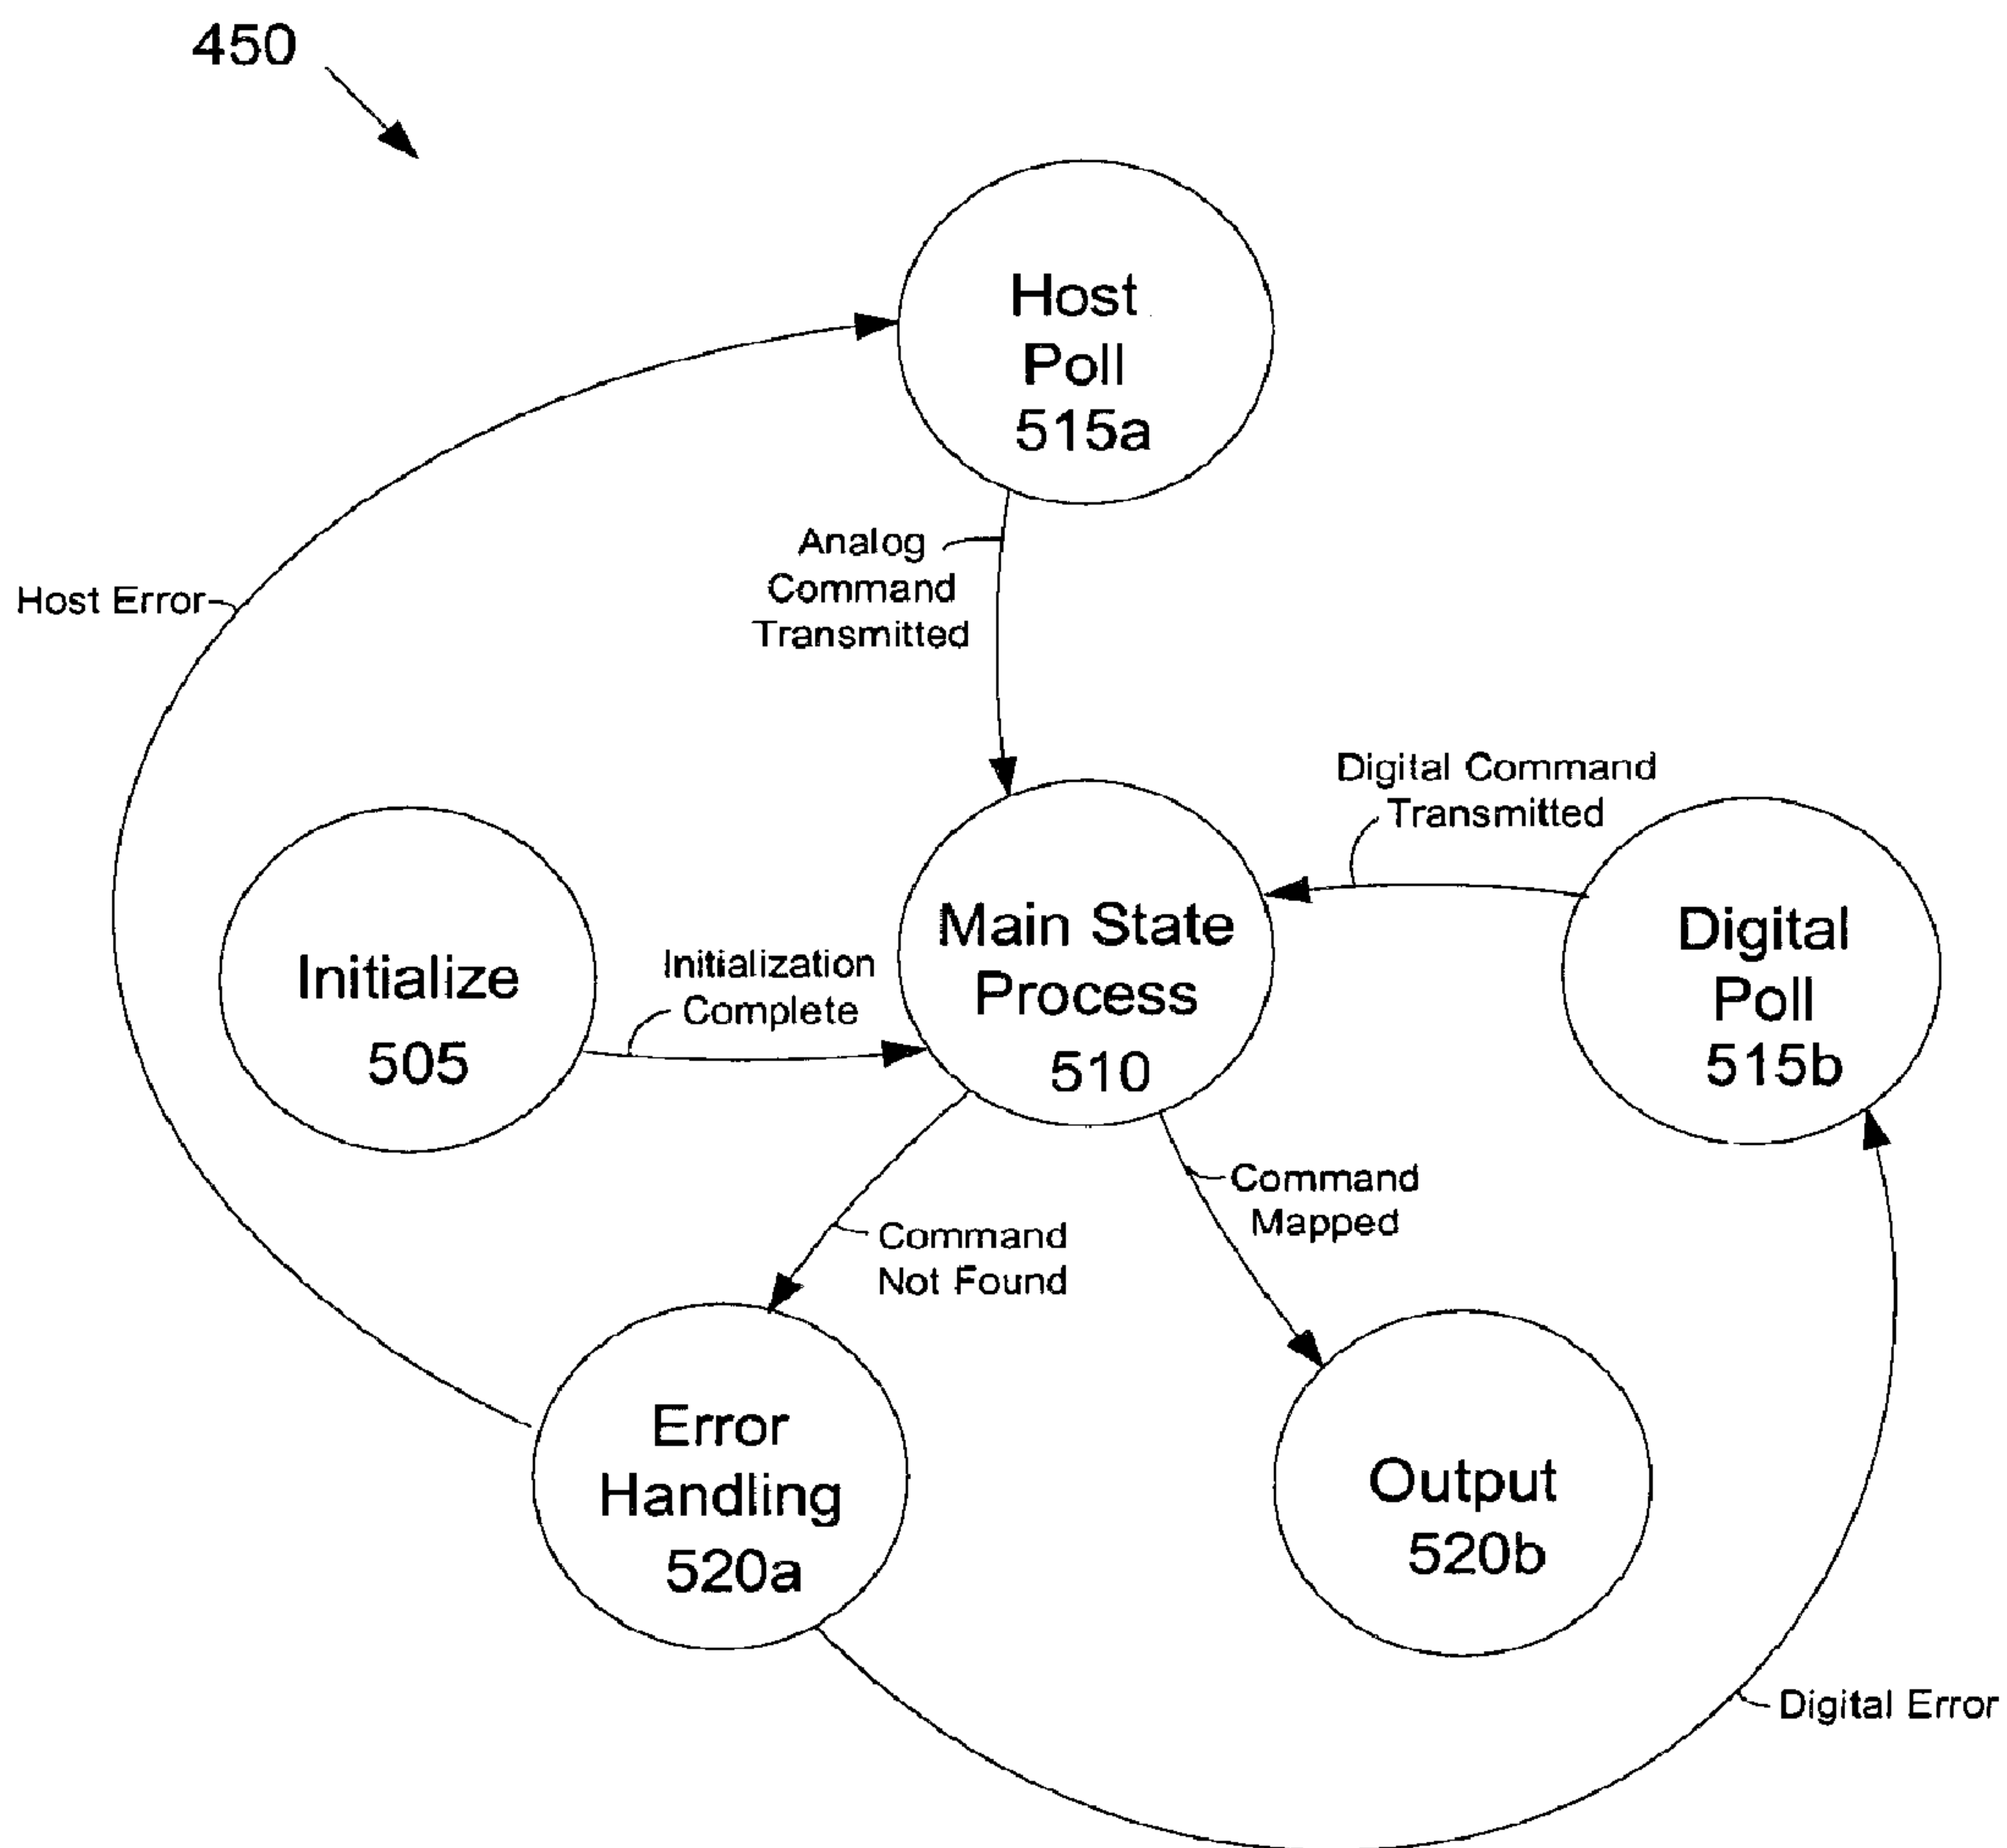 450
Host
Poll
515a
Analog
Command
Transmitted
Host Error
Digital Command
Transmitted
Initialize
505
Initialization
Complete
Main State
Process
510
Digital
Poll
515b
Command
Not Found
Command
Mapped
Error
Handling
520a
Output
520b
Digital Error